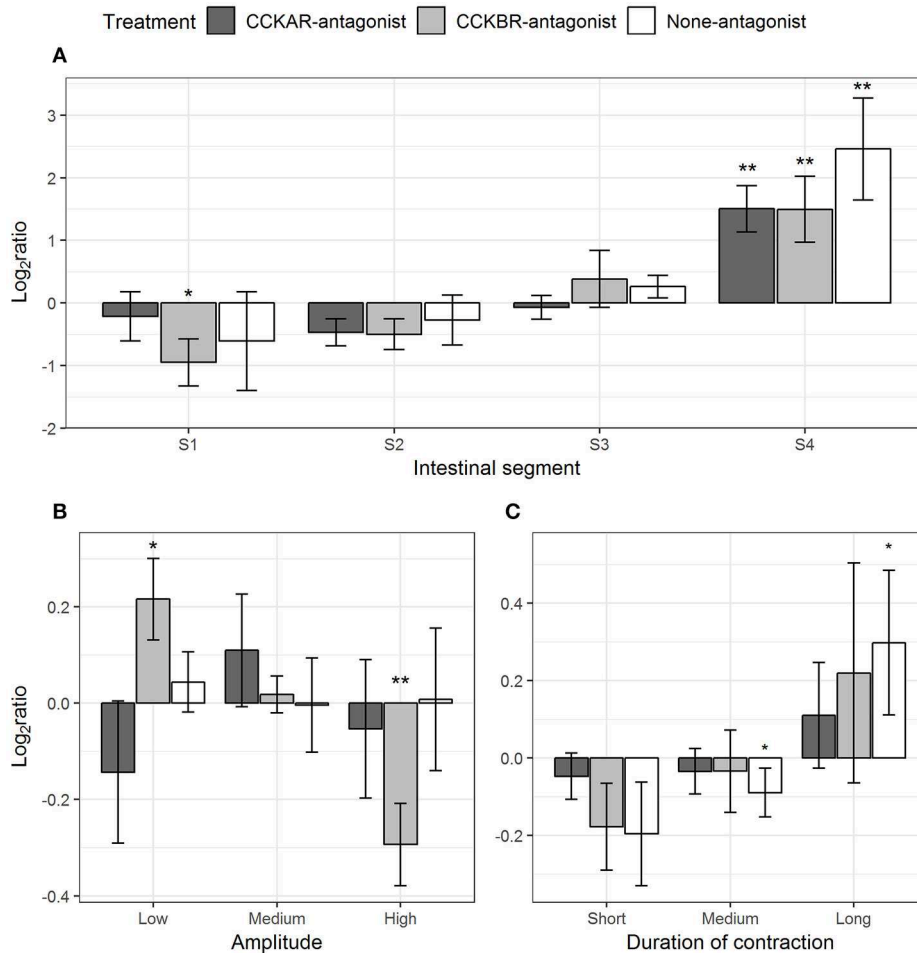 Treatment CCKAR-antagonist CCKBR-antagonist None-antagonist
A
Log2ratio
3
2
1
0
-1
-2
* ** ** **
S1 S2 S3 S4
Intestinal segment
B
Log2ratio
0.2
0.0
-0.2
-0.4
* **
Low Medium High
Amplitude
C
0.4
0.2
0.0
-0.2
* *
Short Medium Long
Duration of contraction